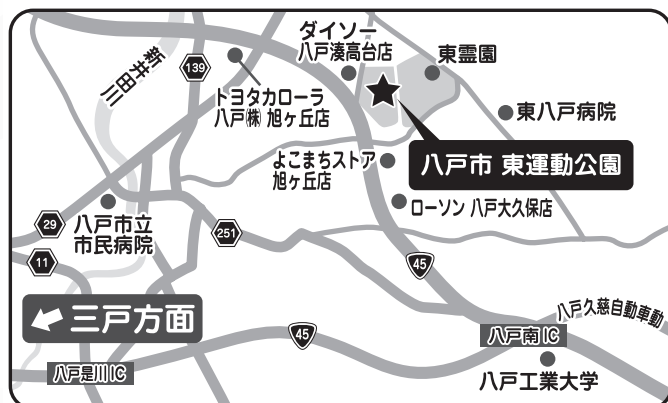 ダイソー
八戸湊高台店
東霊園
新井田川
139
トヨタカローラ
八戸㈱ 旭ヶ丘店
東八戸病院
よこまちストア
旭ヶ丘店
八戸市 東運動公園
ローソン 八戸大久保店
29
八戸市立
市民病院
251
11
45
三戸方面
45
八戸久慈自動車動
八戸南IC
八戸是川IC
八戸工業大学